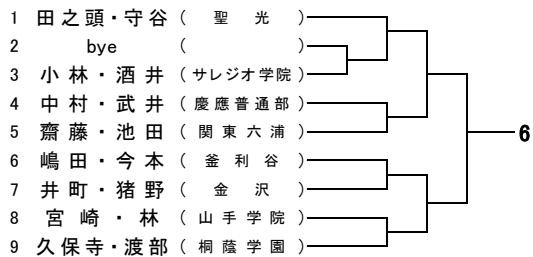 1 田之頭・守谷 ( 聖光 )
2 bye ( )
3 小林・酒井 ( サレジオ学院 )
4 中村・武井 ( 慶應普通部 )
5 齋藤・池田 ( 関東六浦 )
6 嶋田・今本 ( 釜利谷 )
7 井町・猪野 ( 金沢 )
8 宮崎・林 ( 山手学院 )
9 久保寺・渡部 ( 桐蔭学園 )
6